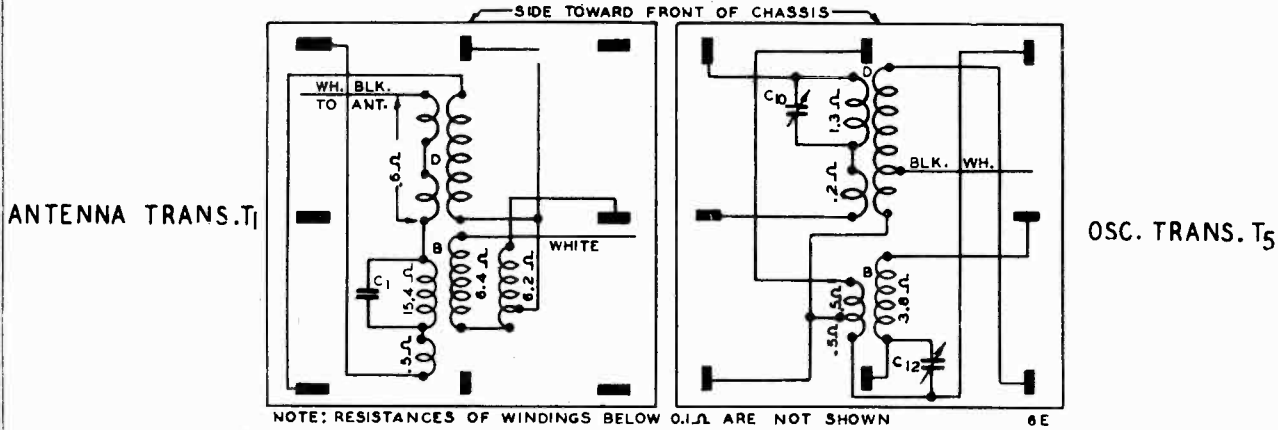 SIDE TOWARD FRONT OF CHASSIS
ANTENNA TRANS. T1
WH. BLK.
TO ANT.
D
.6Ω
B
WHITE
C1
15.4Ω
6.4Ω
6.2Ω
.5Ω
C10
D
1.3Ω
BLK. WH.
.2Ω
OSC. TRANS. T5
B
.5Ω
3.8Ω
.5Ω
C12
NOTE: RESISTANCES OF WINDINGS BELOW 0.1Ω ARE NOT SHOWN
6E